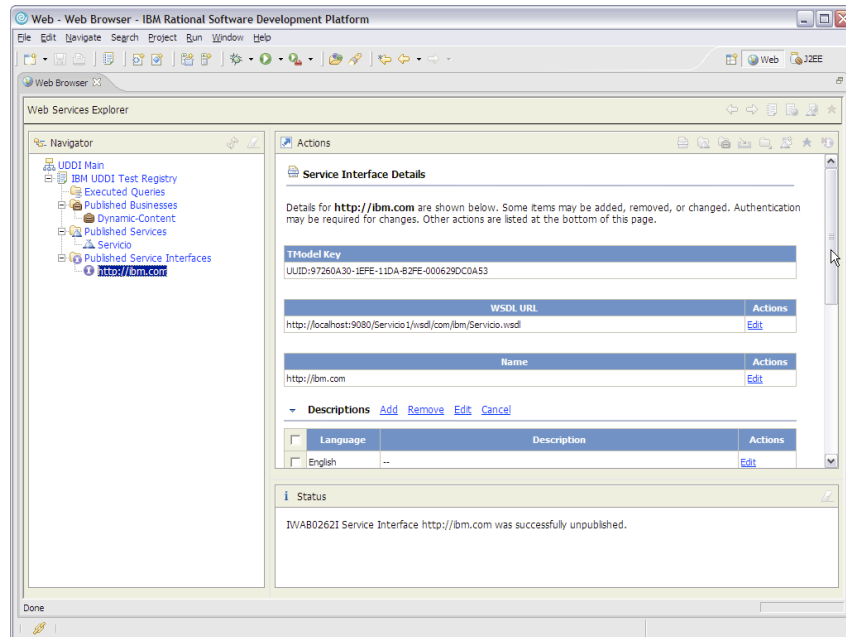 Web - Web Browser - IBM Rational Software Development Platform
File Edit Navigate Search Project Run Window Help
Web J2EE
Web Browser
Web Services Explorer
Navigator
UDDI Main
IBM UDDI Test Registry
Executed Queries
Published Businesses
Dynamic-Content
Published Services
Servicio
Published Service Interfaces
http://ibm.com
Actions
Service Interface Details
Details for http://ibm.com are shown below. Some items may be added, removed, or changed. Authentication
may be required for changes. Other actions are listed at the bottom of this page.
TModel Key
UUID:97260A30-1EFE-11DA-B2FE-000629DC0A53
WSDL URL Actions
http://localhost:9080/Servicio1/wsdl/com/ibm/Servicio.wsdl Edit
Name Actions
http://ibm.com Edit
Descriptions Add Remove Edit Cancel
Language Description Actions
English -- Edit
i Status
IWAB0262I Service Interface http://ibm.com was successfully unpublished.
Done